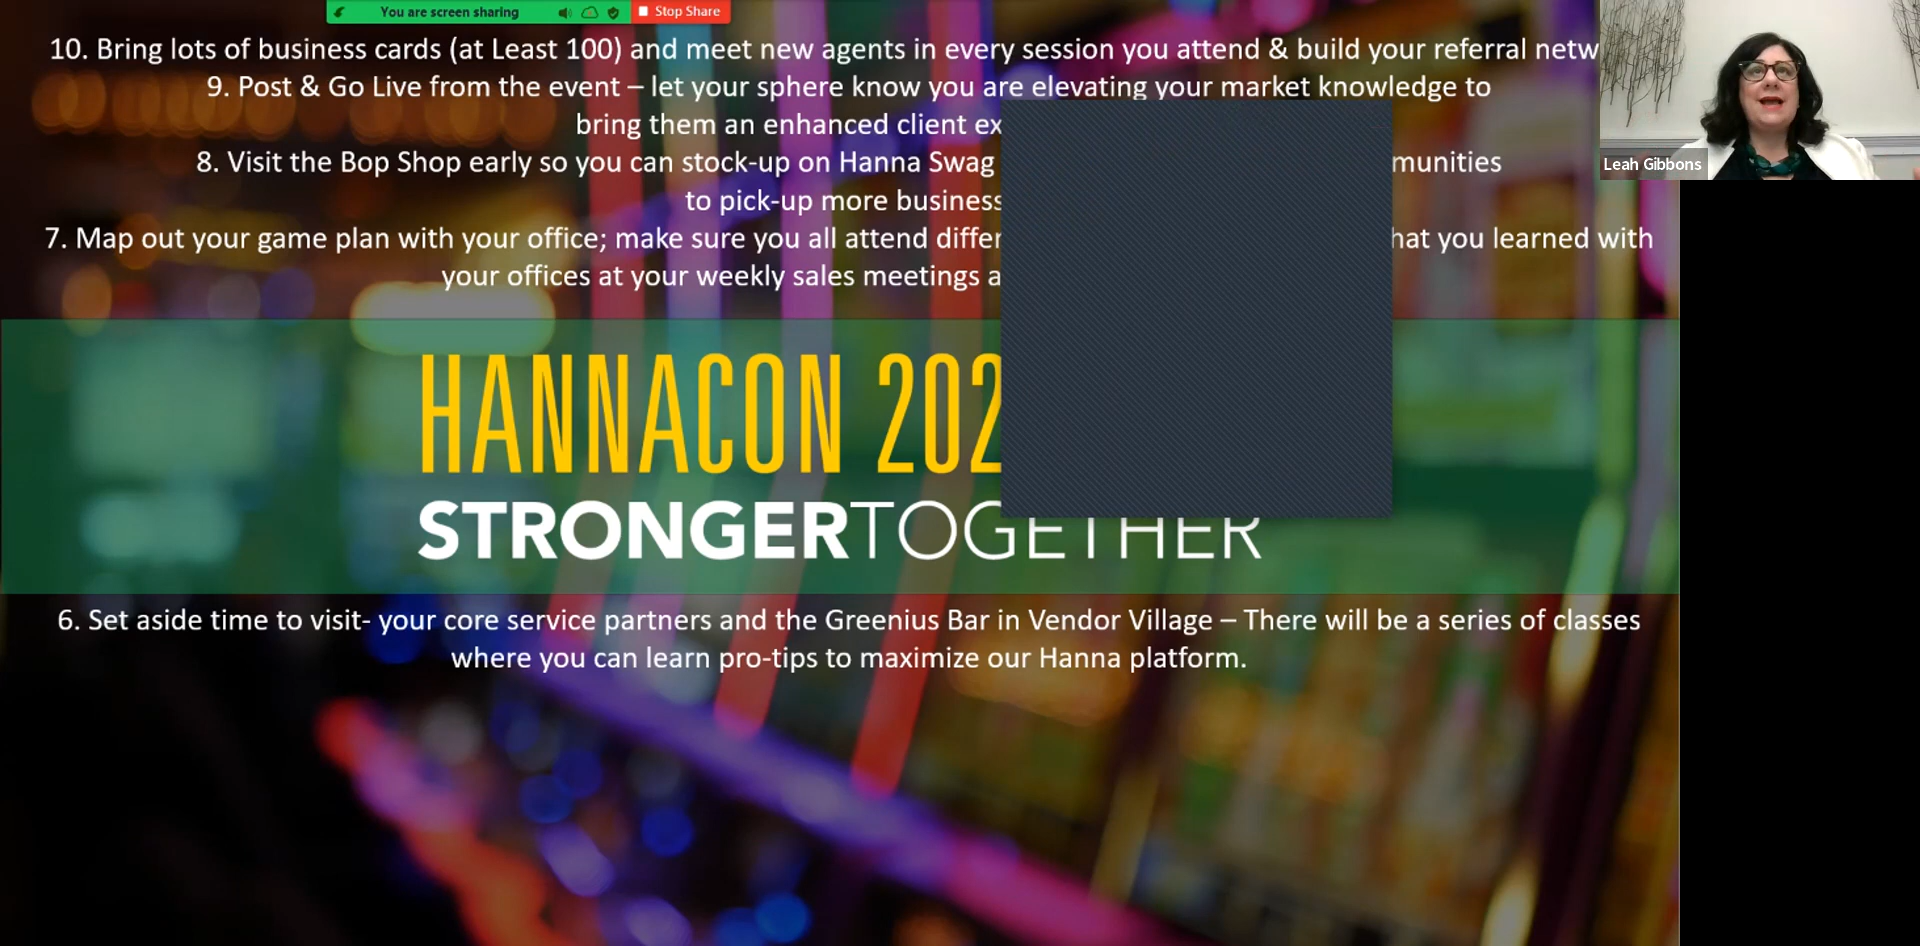 You are screen sharing
Stop Share
10. Bring lots of business cards (at Least 100) and meet new agents in every session you attend & build your referral
9. Post & Go Live from the event – let your sphere know you are elevating your market knowledge to
bring them an enhanced client
8. Visit the Bop Shop early so you can stock-up on Hanna Swag
to pick-up more business
7. Map out your game plan with your office; make sure you all attend you learned with
your offices at your weekly sales meetings
HANNACON
STRONGERTOGETHER
6. Set aside time to visit- your core service partners and the Greenius Bar in Vendor Village – There will be a series of classes
where you can learn pro-tips to maximize our Hanna platform.
Leah Gibbons